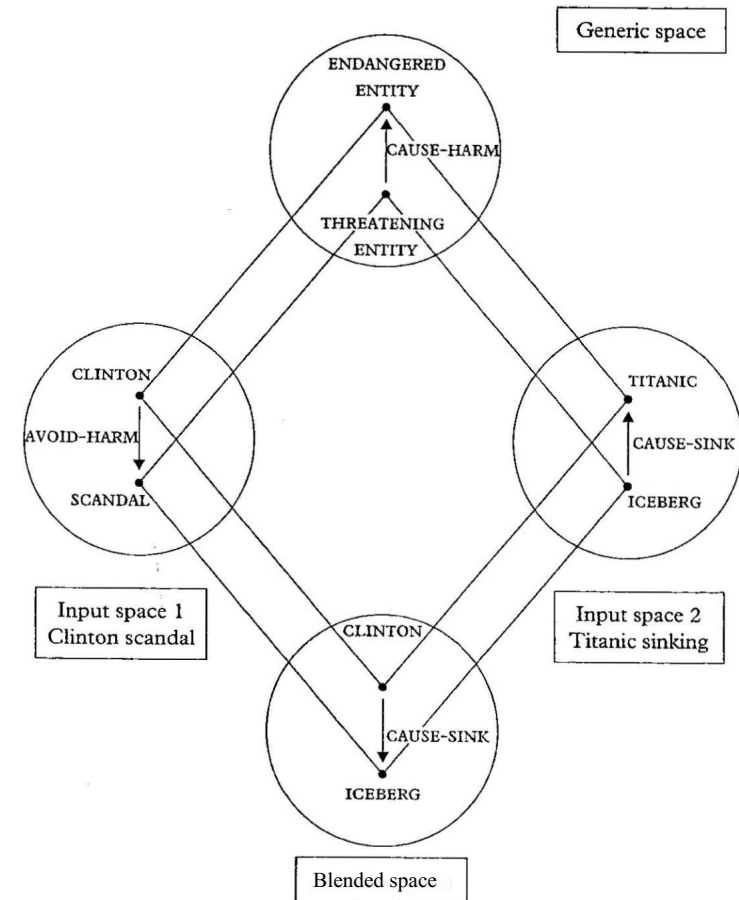 Generic space
ENDANGERED
ENTITY
CAUSE-HARM
THREATENING
ENTITY
CLINTON
AVOID-HARM
SCANDAL
TITANIC
CAUSE-SINK
ICEBERG
Input space 1
Clinton scandal
Input space 2
Titanic sinking
CLINTON
CAUSE-SINK
ICEBERG
Blended space